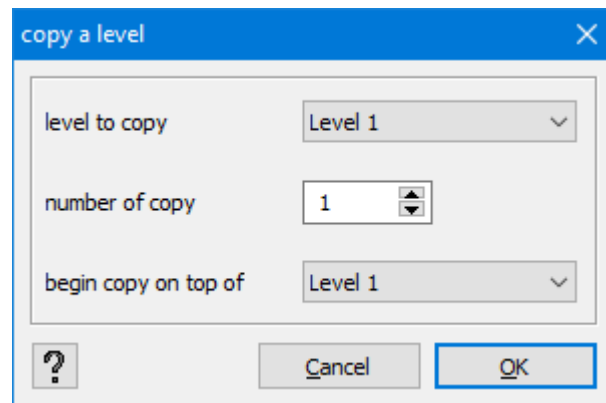 copy a level
level to copy Level 1
number of copy 1
begin copy on top of Level 1
? Cancel OK